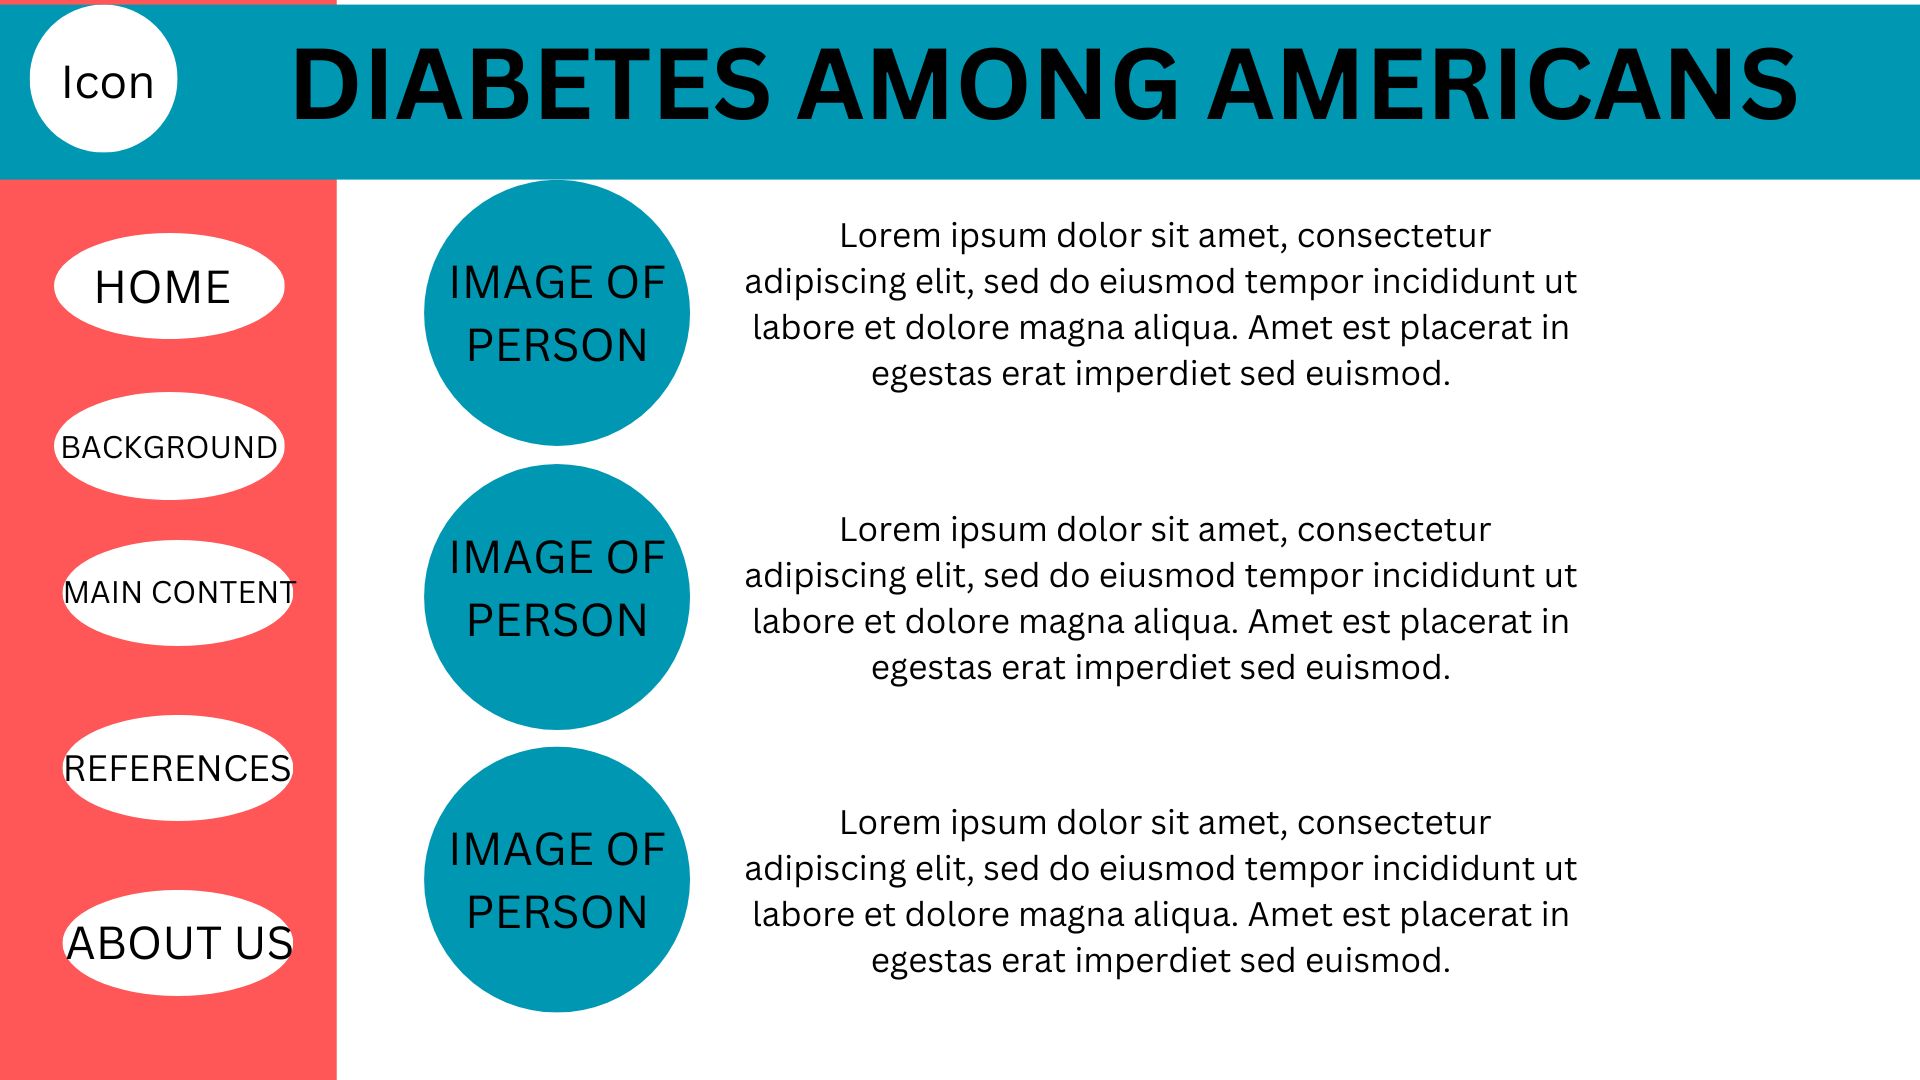 Icon
DIABETES AMONG AMERICANS
HOME
BACKGROUND
MAIN CONTENT
REFERENCES
ABOUT US
IMAGE OF
PERSON
Lorem ipsum dolor sit amet, consectetur
adipiscing elit, sed do eiusmod tempor incididunt ut
labore et dolore magna aliqua. Amet est placerat in
egestas erat imperdiet sed euismod.
IMAGE OF
PERSON
Lorem ipsum dolor sit amet, consectetur
adipiscing elit, sed do eiusmod tempor incididunt ut
labore et dolore magna aliqua. Amet est placerat in
egestas erat imperdiet sed euismod.
IMAGE OF
PERSON
Lorem ipsum dolor sit amet, consectetur
adipiscing elit, sed do eiusmod tempor incididunt ut
labore et dolore magna aliqua. Amet est placerat in
egestas erat imperdiet sed euismod.